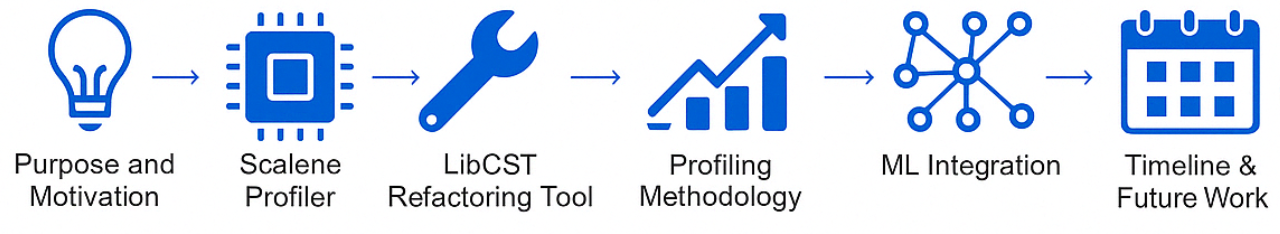 Purpose and
Motivation
Scalene
Profiler
LibCST
Refactoring Tool
Profiling
Methodology
ML Integration
Timeline &
Future Work